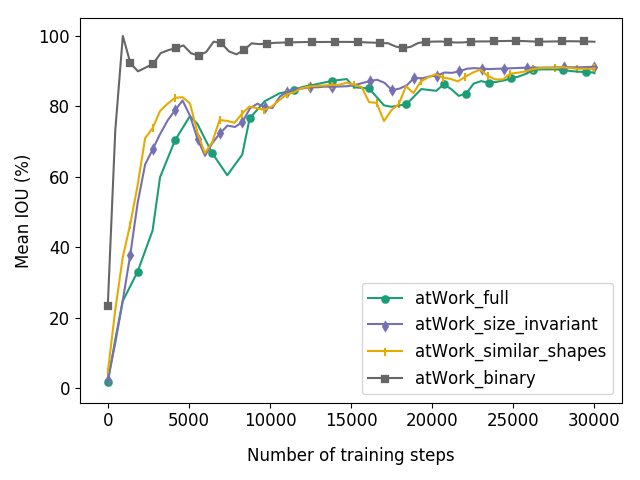 100
80
60
40
20
0
Mean IOU (%)
atWork_full
atWork_size_invariant
atWork_similar_shapes
atWork_binary
0 5000 10000 15000 20000 25000 30000
Number of training steps